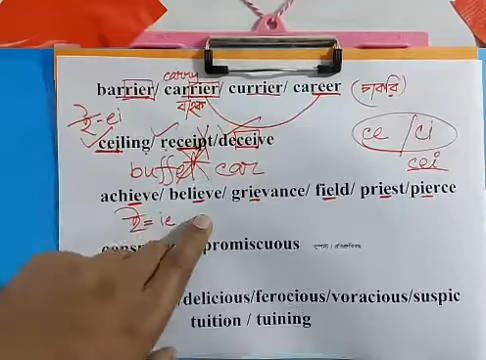 carry
barrier/ carrier/ currier/ career (চাকরি)
বাহক
ই = ei
ce / ci
ceiling/ receipt/deceive
cei
buffet car
achieve/ believe/ grievance/ field/ priest/pierce
ই = ie
promiscuous
/delicious/ferocious/voracious/suspic
tuition / tuining